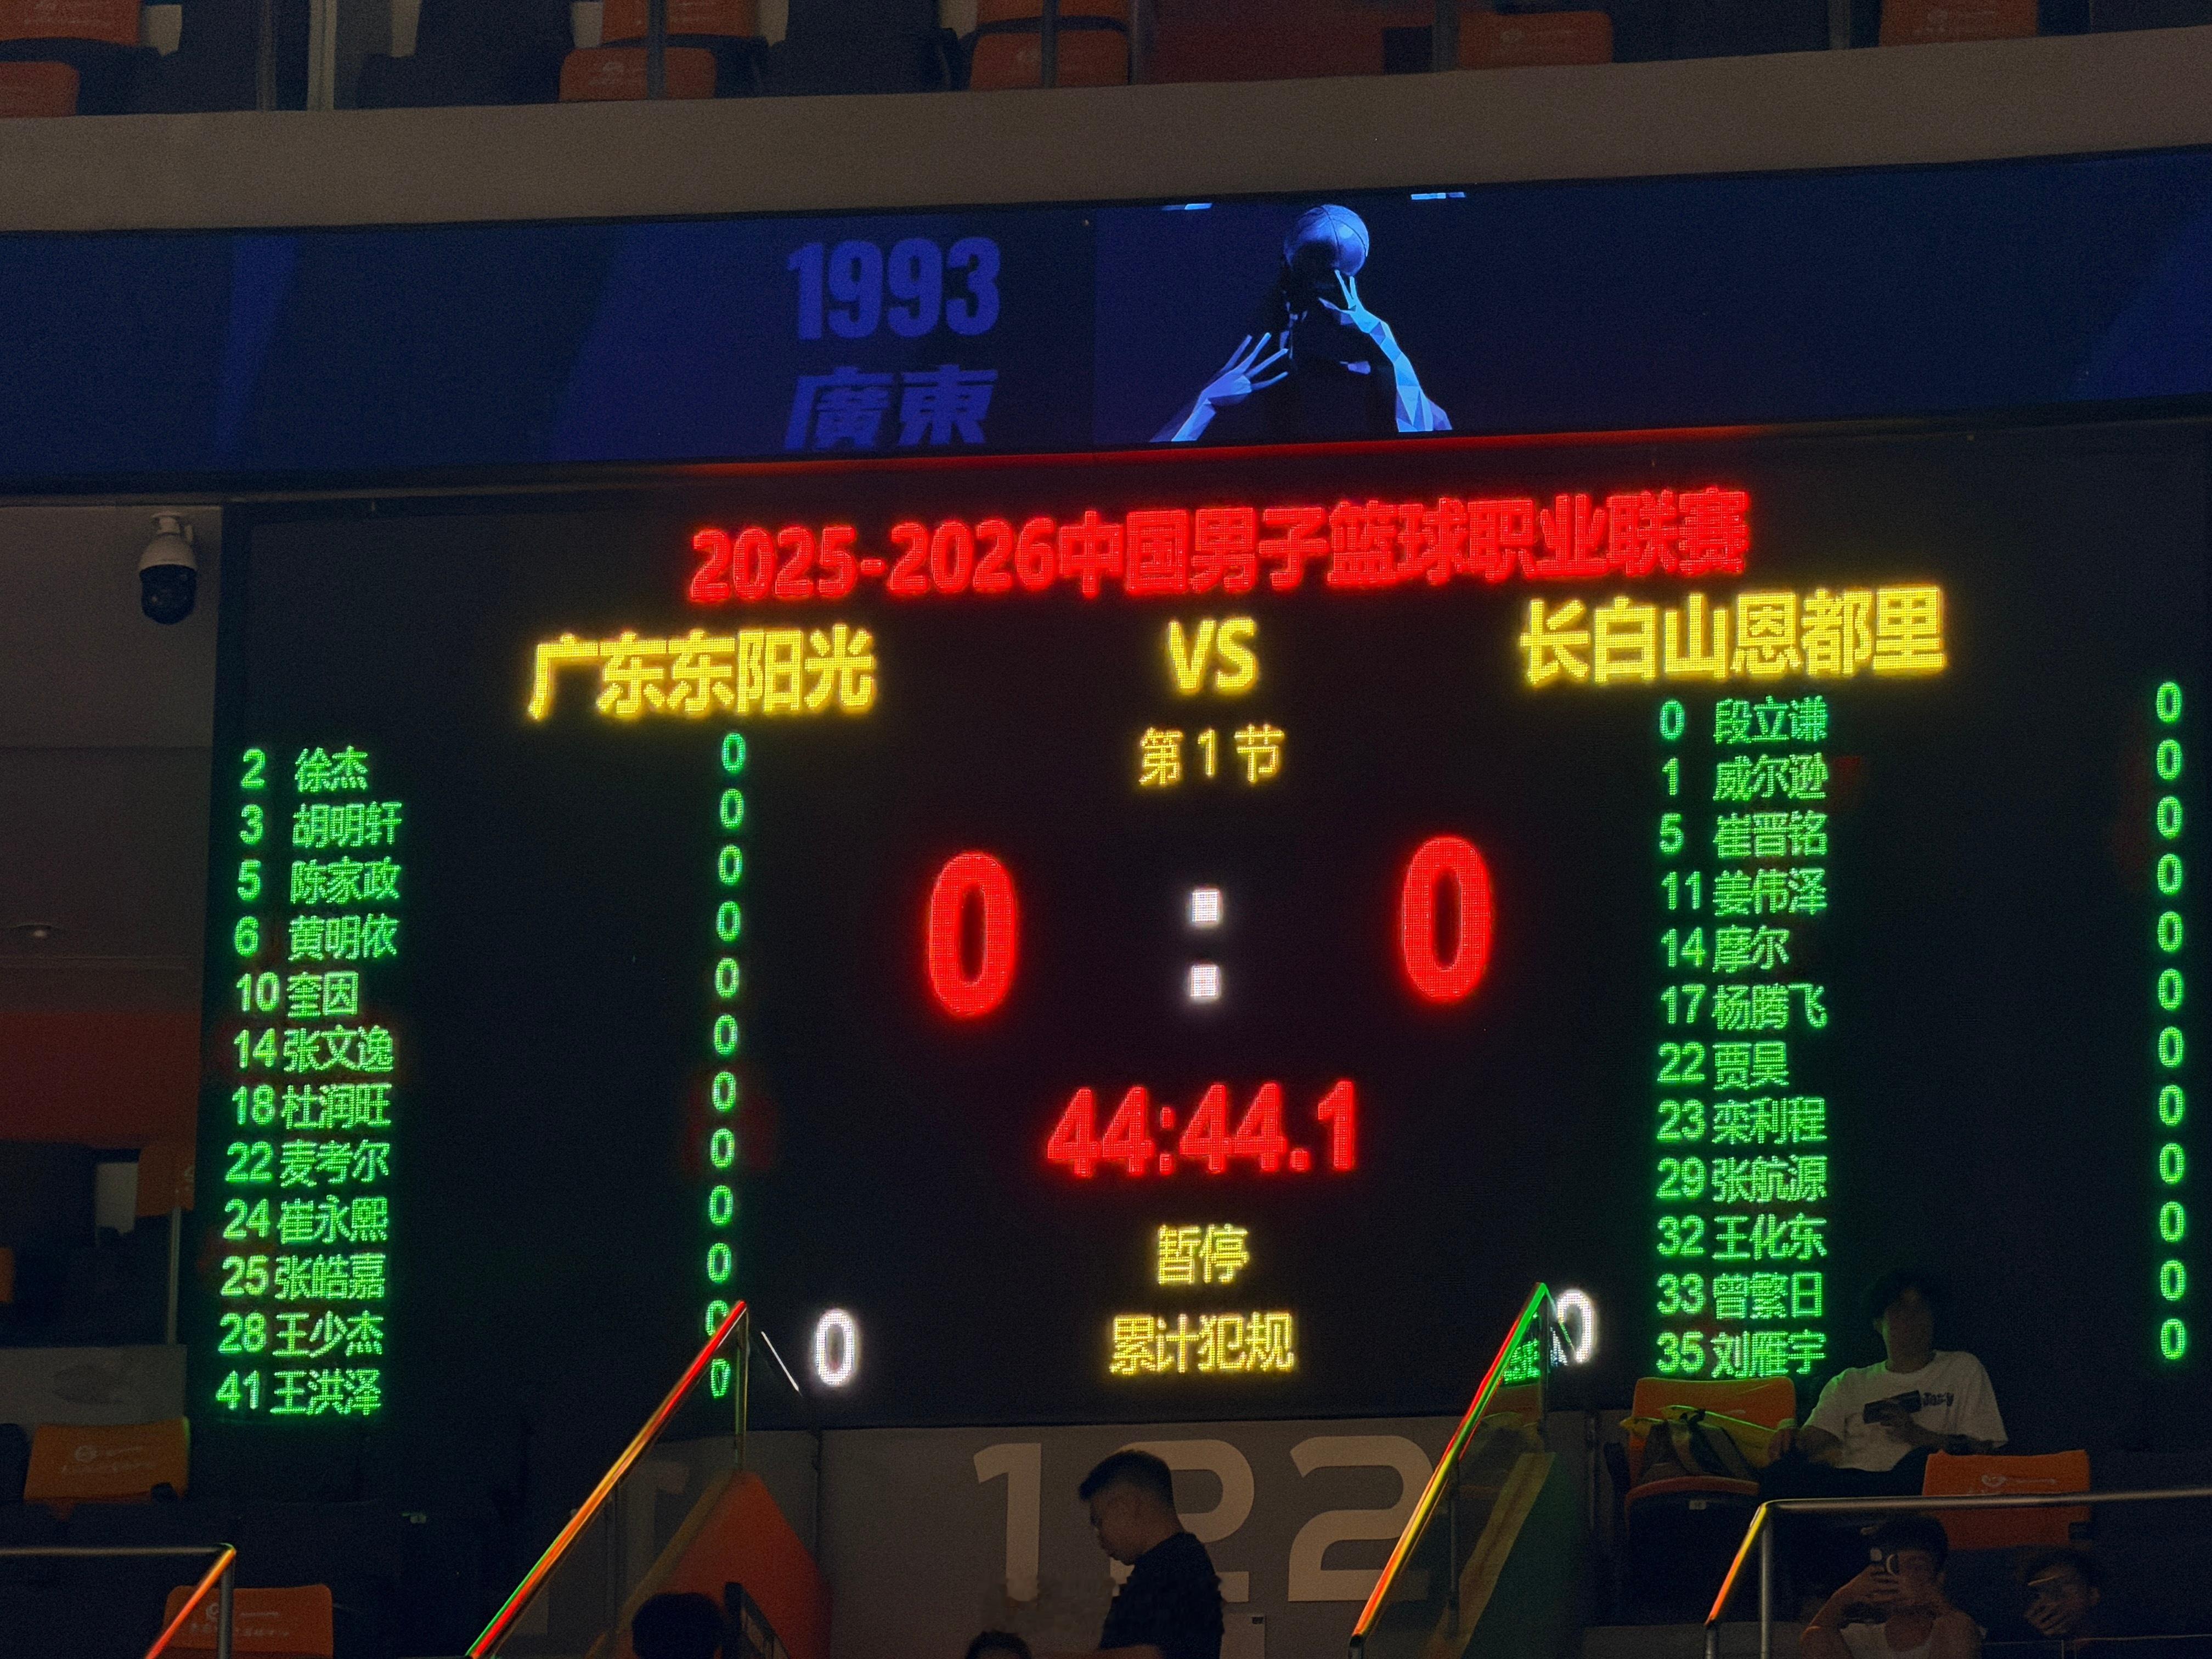 1993
廣東
2025-2026中国男子篮球职业联赛
广东东阳光 VS 长白山恩都里
第1节
0 : 0
44:44.1
暂停
0 累计犯规 0
2 徐杰 0
3 胡明轩 0
5 陈家政 0
6 黄明依 0
10 奎因 0
14 张文逸 0
18 杜润旺 0
22 麦考尔 0
24 崔永熙 0
25 张皓嘉 0
28 王少杰 0
41 王洪泽 0
0 段立谦 0
1 威尔逊 0
5 崔晋铭 0
11 姜伟泽 0
14 摩尔 0
17 杨腾飞 0
22 贾昊 0
23 栾利程 0
29 张航源 0
32 王化东 0
33 曾繁日 0
35 刘雁宇 0
122